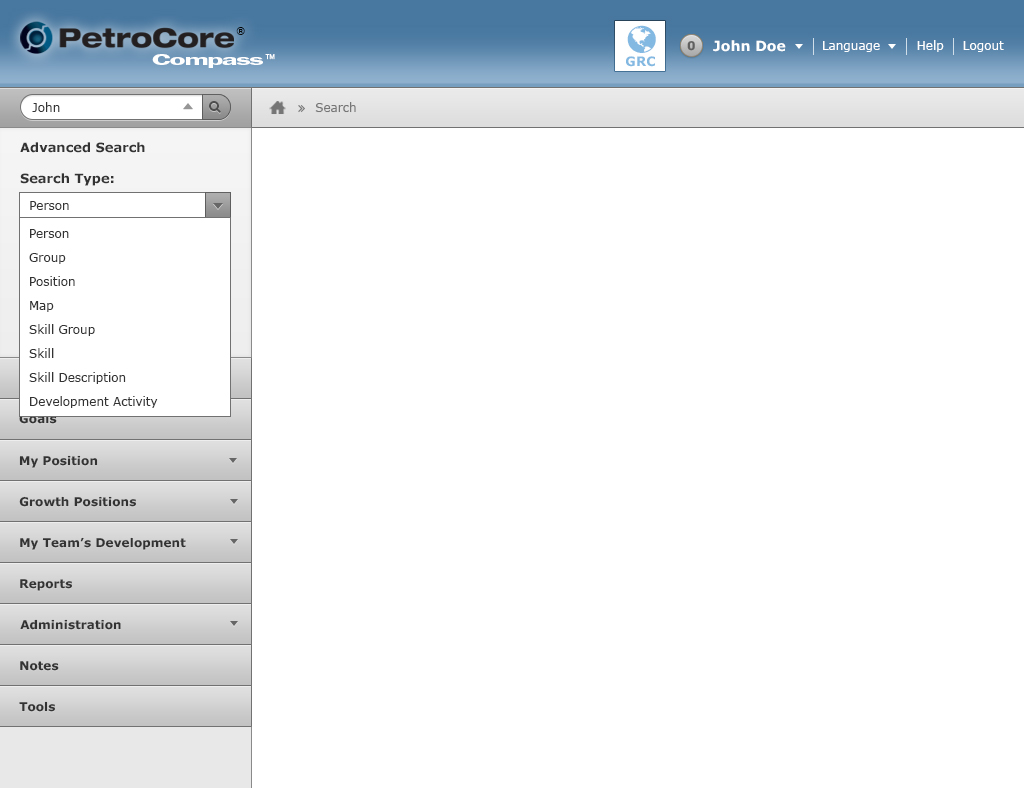 PetroCore®
Compass™
GRC
0 John Doe Language Help Logout
John
» Search
Advanced Search
Search Type:
Person
Person
Group
Position
Map
Skill Group
Skill
Skill Description
Development Activity
Goals
My Position
Growth Positions
My Team’s Development
Reports
Administration
Notes
Tools